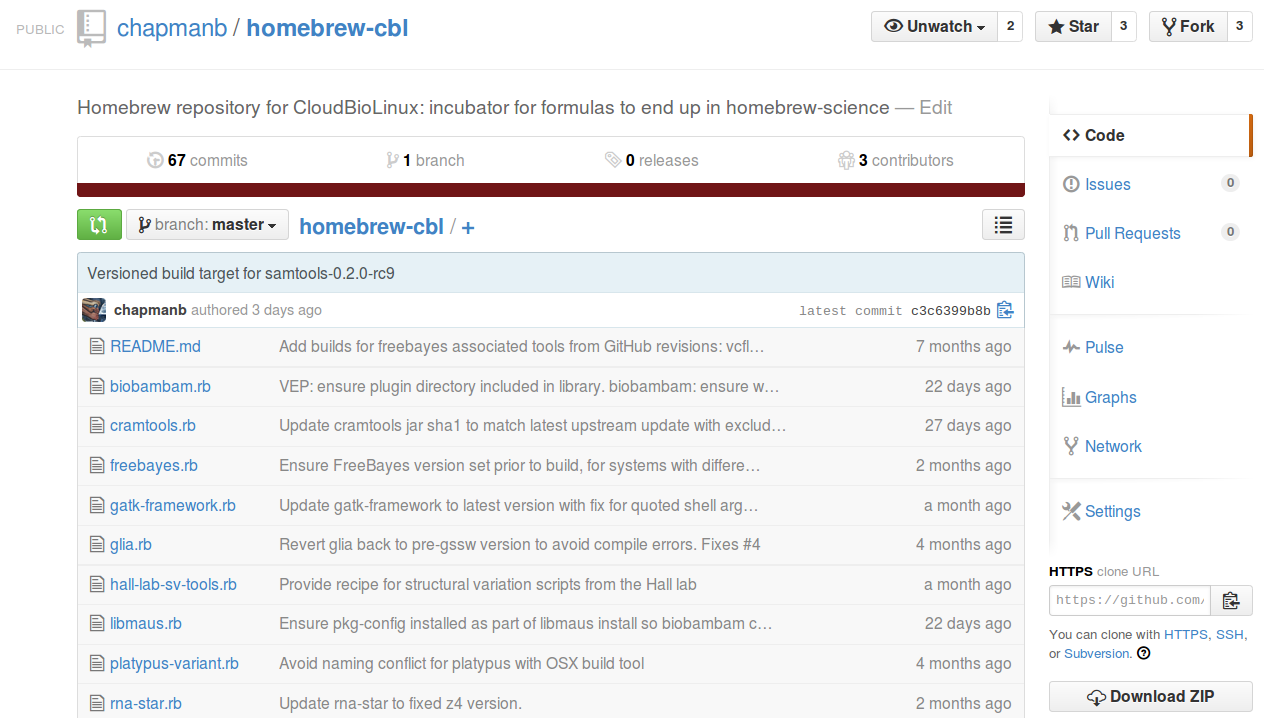 PUBLIC chapmanb / homebrew-cbl Unwatch 2 Star 3 Fork 3
Homebrew repository for CloudBioLinux: incubator for formulas to end up in homebrew-science — Edit
67 commits 1 branch 0 releases 3 contributors
branch: master homebrew-cbl / +
Versioned build target for samtools-0.2.0-rc9
chapmanb authored 3 days ago latest commit c3c6399b8b
README.md Add builds for freebayes associated tools from GitHub revisions: vcfl… 7 months ago
biobambam.rb VEP: ensure plugin directory included in library. biobambam: ensure w… 22 days ago
cramtools.rb Update cramtools jar sha1 to match latest upstream update with exclud… 27 days ago
freebayes.rb Ensure FreeBayes version set prior to build, for systems with differe… 2 months ago
gatk-framework.rb Update gatk-framework to latest version with fix for quoted shell arg… a month ago
glia.rb Revert glia back to pre-gssw version to avoid compile errors. Fixes #4 4 months ago
hall-lab-sv-tools.rb Provide recipe for structural variation scripts from the Hall lab a month ago
libmaus.rb Ensure pkg-config installed as part of libmaus install so biobambam c… 22 days ago
platypus-variant.rb Avoid naming conflict for platypus with OSX build tool 4 months ago
rna-star.rb Update rna-star to fixed z4 version. 2 months ago
Code
Issues 0
Pull Requests 0
Wiki
Pulse
Graphs
Network
Settings
HTTPS clone URL
https://github.com/
You can clone with HTTPS, SSH,
or Subversion.
Download ZIP